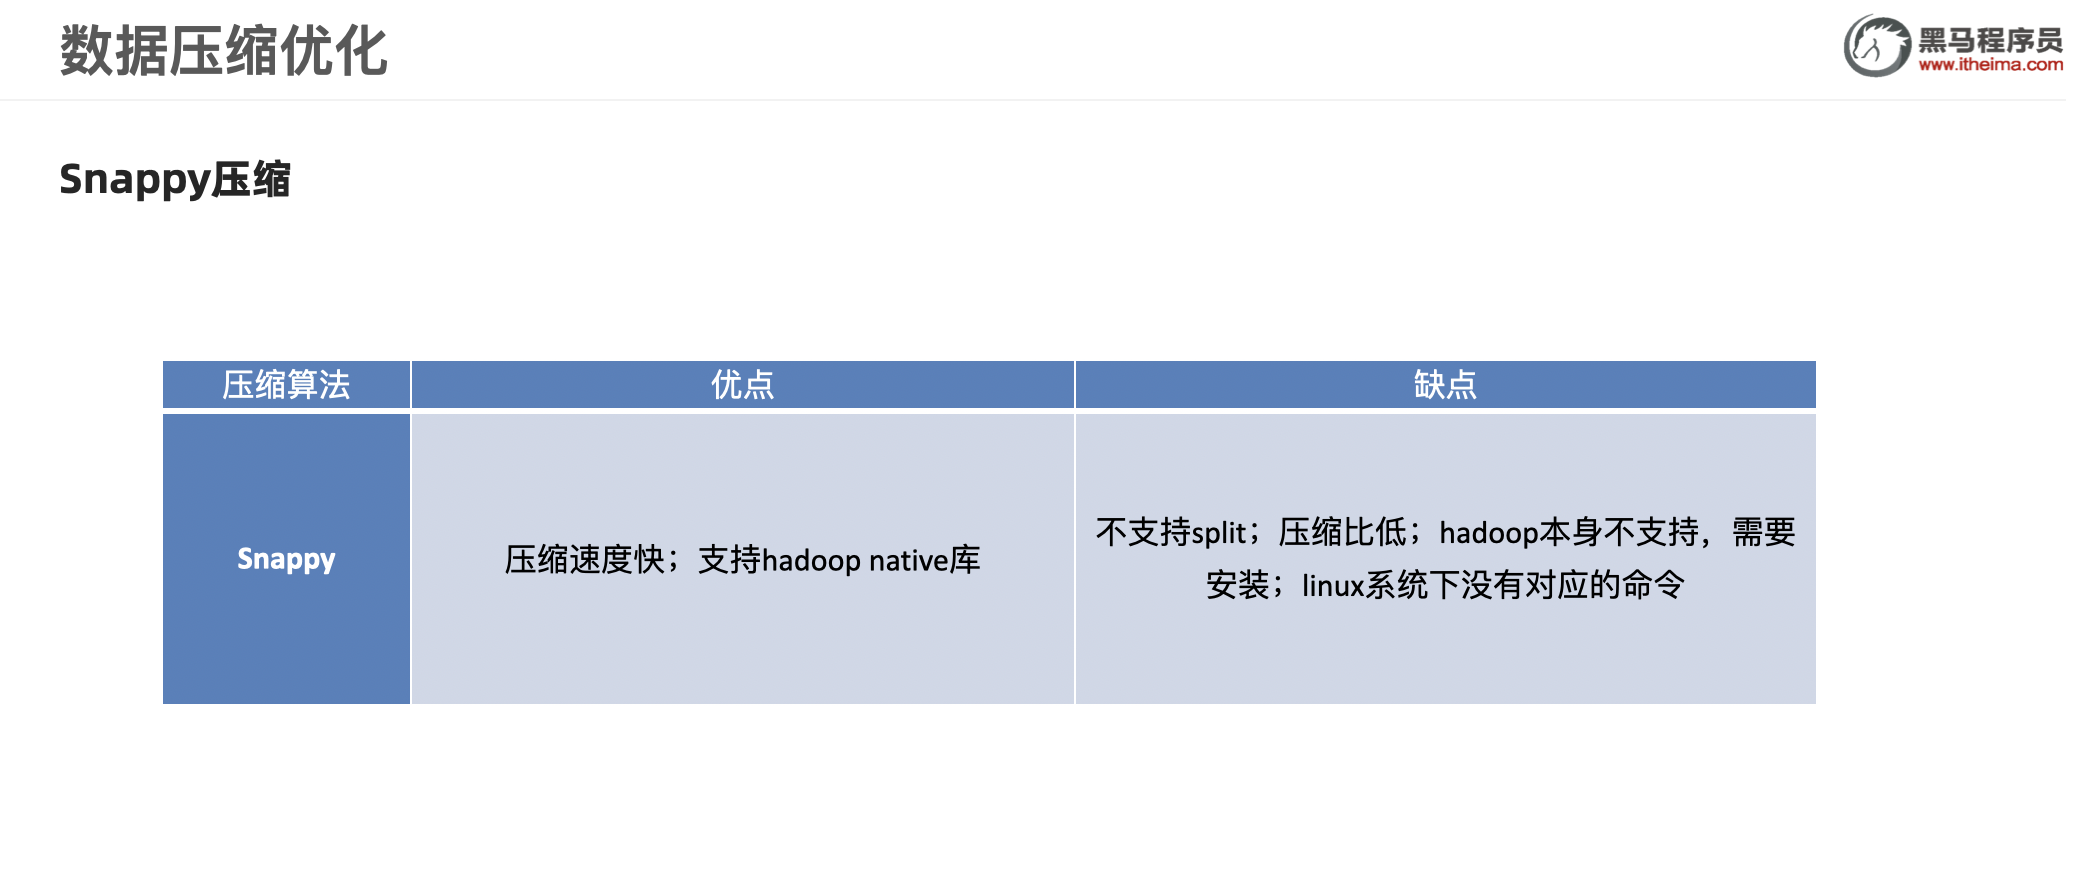 数据压缩优化
黑马程序员
www.itheima.com
Snappy压缩
压缩算法
优点
缺点
Snappy
压缩速度快；支持hadoop native库
不支持split；压缩比低；hadoop本身不支持，需要
安装；linux系统下没有对应的命令